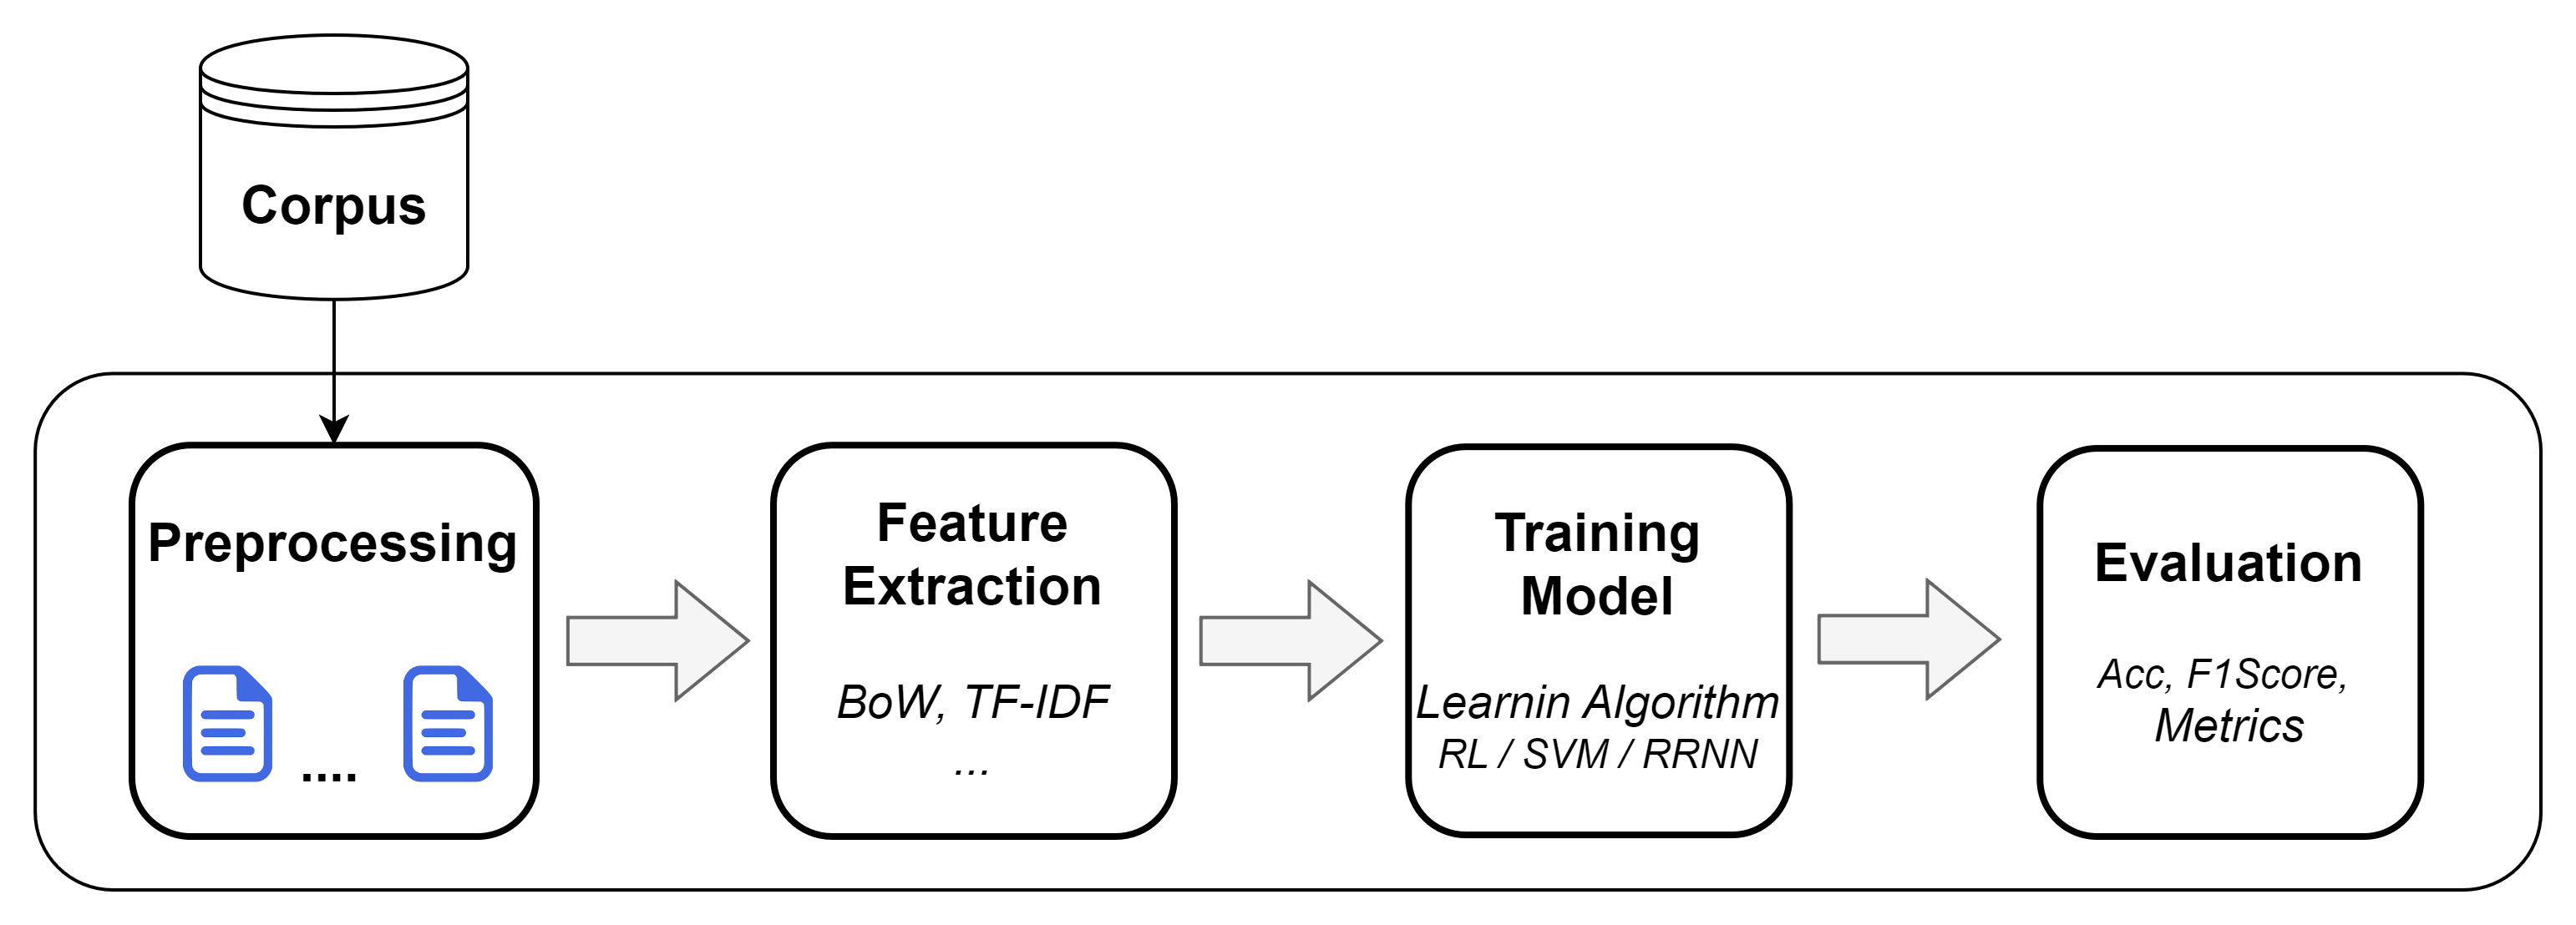 Corpus
Preprocessing
....
Feature
Extraction
BoW, TF-IDF
...
Training
Model
Learnin Algorithm
RL / SVM / RRNN
Evaluation
Acc, F1Score,
Metrics